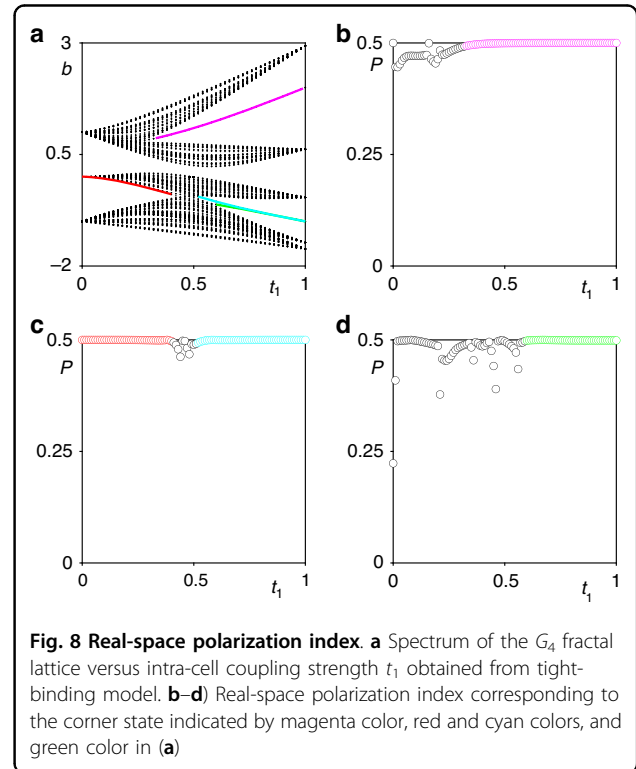 a
b
3
b
0.5
−2
0
0.5
1
t1
0.5
P
0.25
0
0
0.5
1
t1
c
d
0.5
P
0.25
0
0
0.5
1
t1
0.5
P
0.25
0
0
0.5
1
t1
Fig. 8 Real-space polarization index. a Spectrum of the G4 fractal
lattice versus intra-cell coupling strength t1 obtained from tight-
binding model. b–d) Real-space polarization index corresponding to
the corner state indicated by magenta color, red and cyan colors, and
green color in (a)